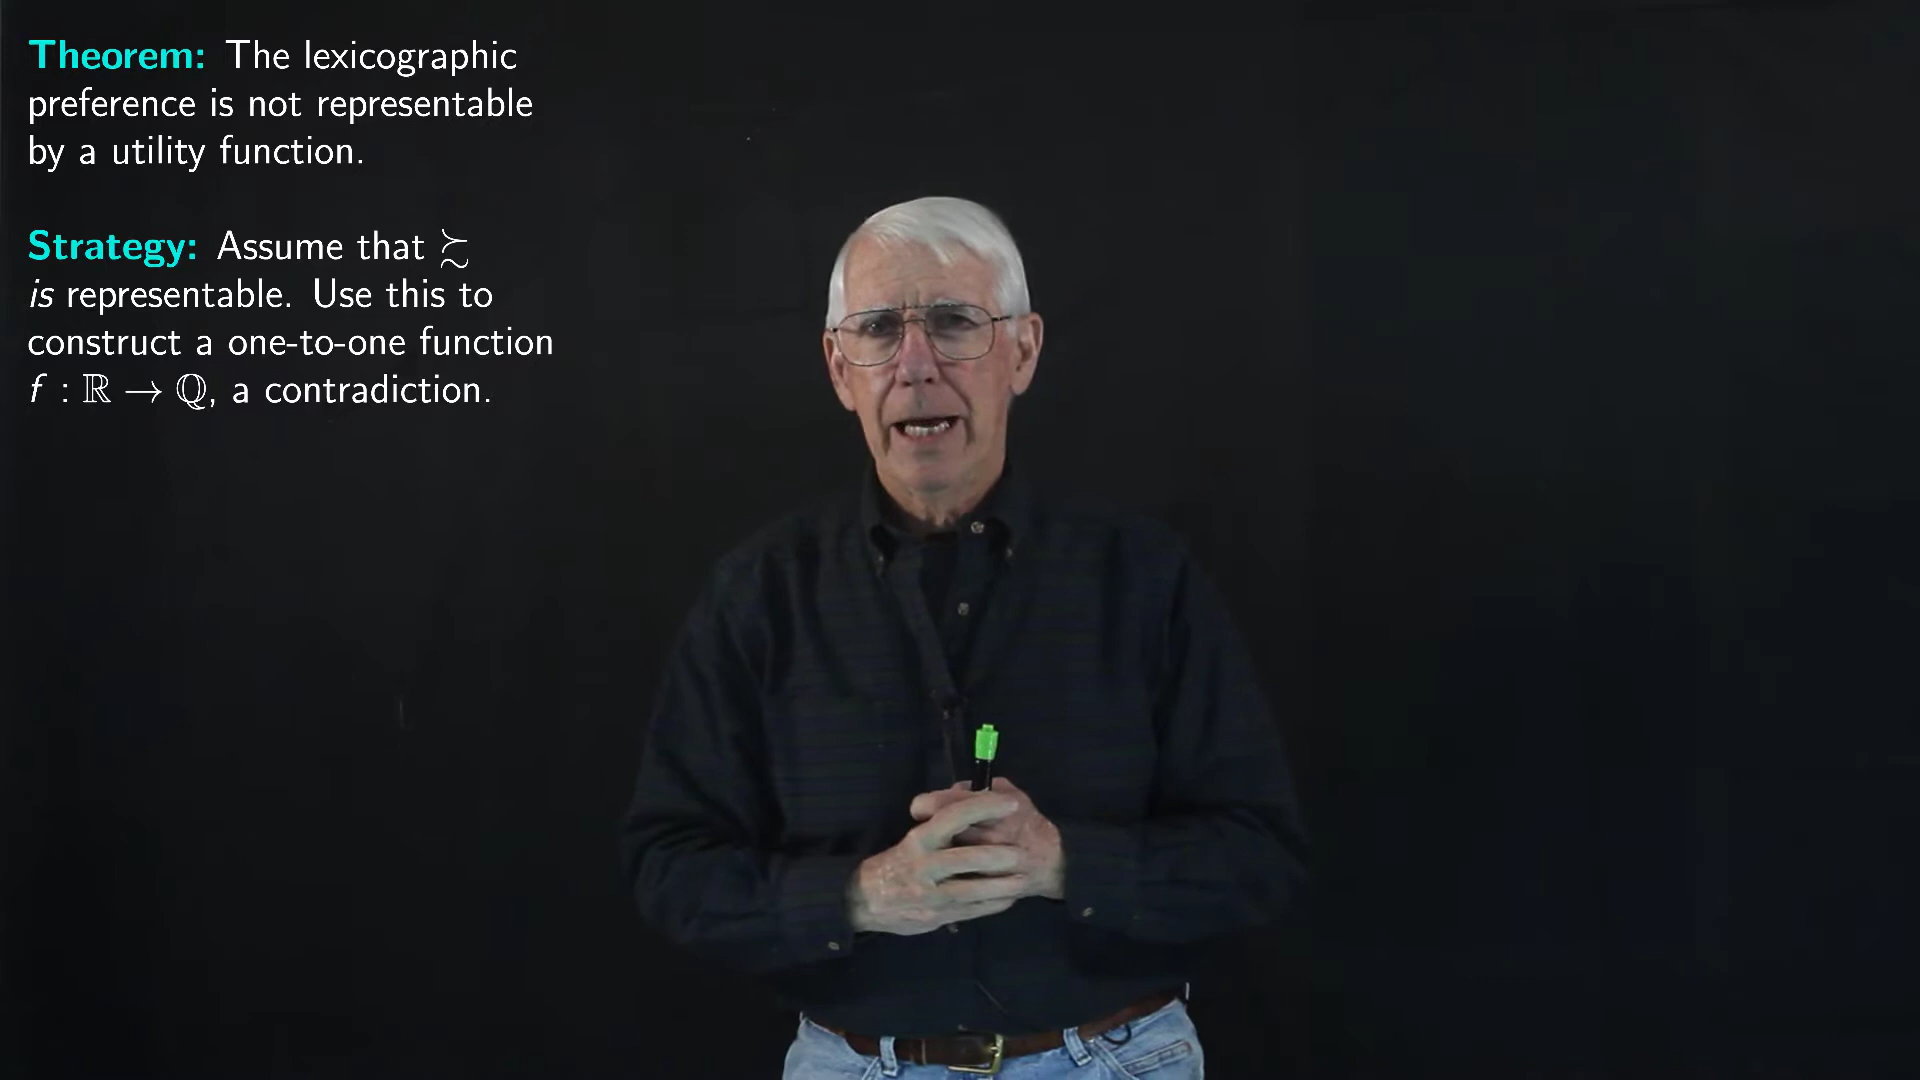 Theorem: The lexicographic
preference is not representable
by a utility function.
Strategy: Assume that ≿
is representable. Use this to
construct a one-to-one function
f : ℝ → ℚ, a contradiction.